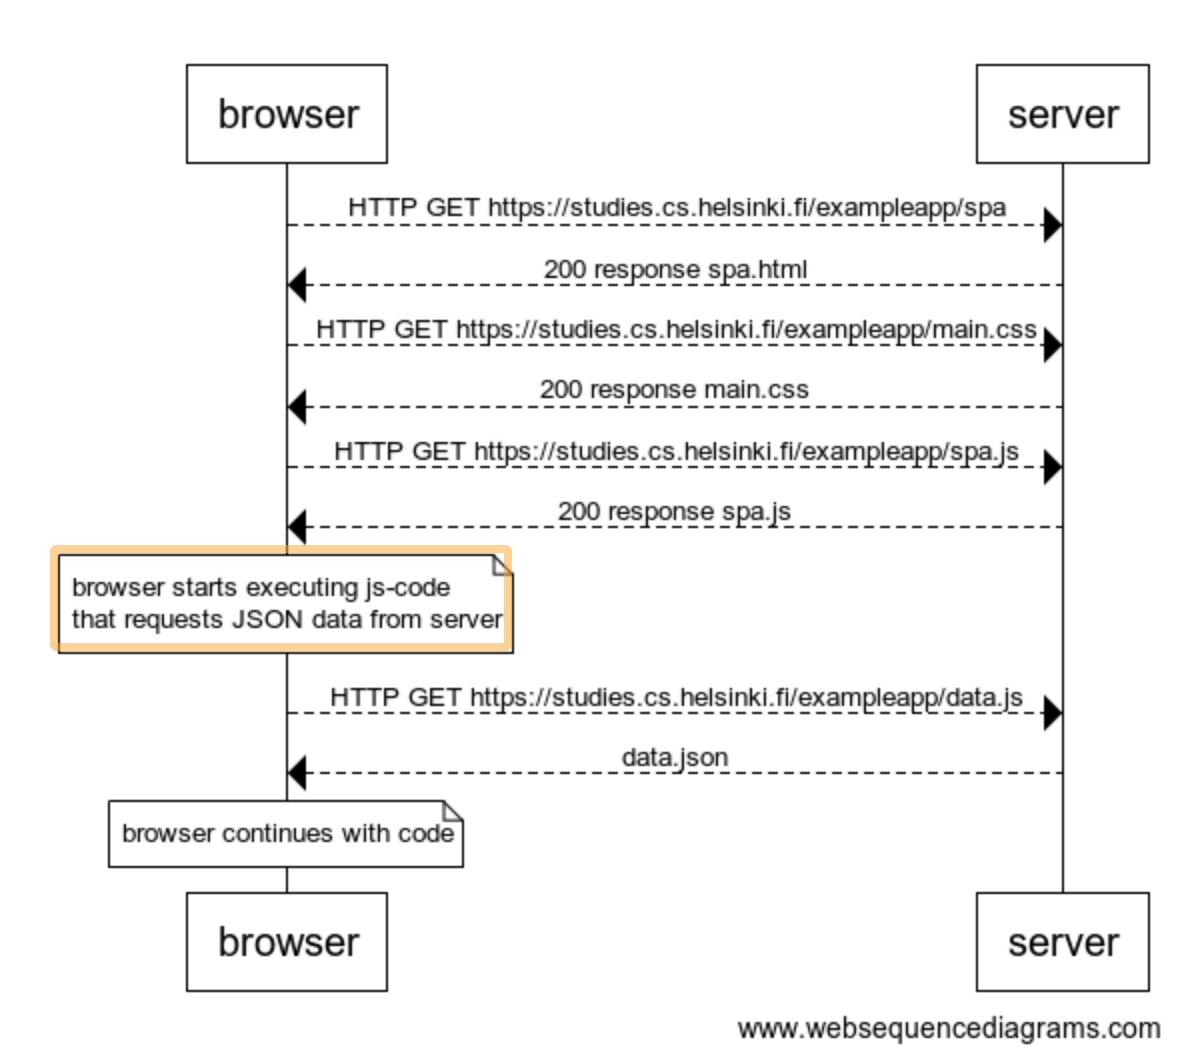 browser
server
HTTP GET https://studies.cs.helsinki.fi/exampleapp/spa
200 response spa.html
HTTP GET https://studies.cs.helsinki.fi/exampleapp/main.css
200 response main.css
HTTP GET https://studies.cs.helsinki.fi/exampleapp/spa.js
200 response spa.js
browser starts executing js-code
that requests JSON data from server
HTTP GET https://studies.cs.helsinki.fi/exampleapp/data.js
data.json
browser continues with code
browser
server
www.websequencediagrams.com